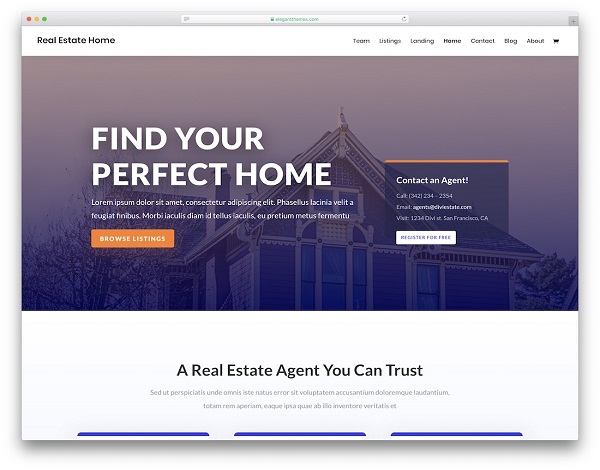 elegantthemes.com
Real Estate Home
Team Listings Landing Home Contact Blog About
FIND YOUR
PERFECT HOME
Lorem ipsum dolor sit amet, consectetur adipiscing elit. Phasellus lacinia velit a
feugiat finibus. Morbi iaculis diam id tellus iaculis, eu pretium metus fermentu
BROWSE LISTINGS
Contact an Agent!
Call: (342) 234 – 2354
Email: agents@diviestate.com
Visit: 1234 Divi st. San Francisco, CA
REGISTER FOR FREE
A Real Estate Agent You Can Trust
Sed ut perspiciatis unde omnis iste natus error sit voluptatem accusantium doloremque laudantium,
totam rem aperiam, eaque ipsa quae ab illo inventore veritatis et